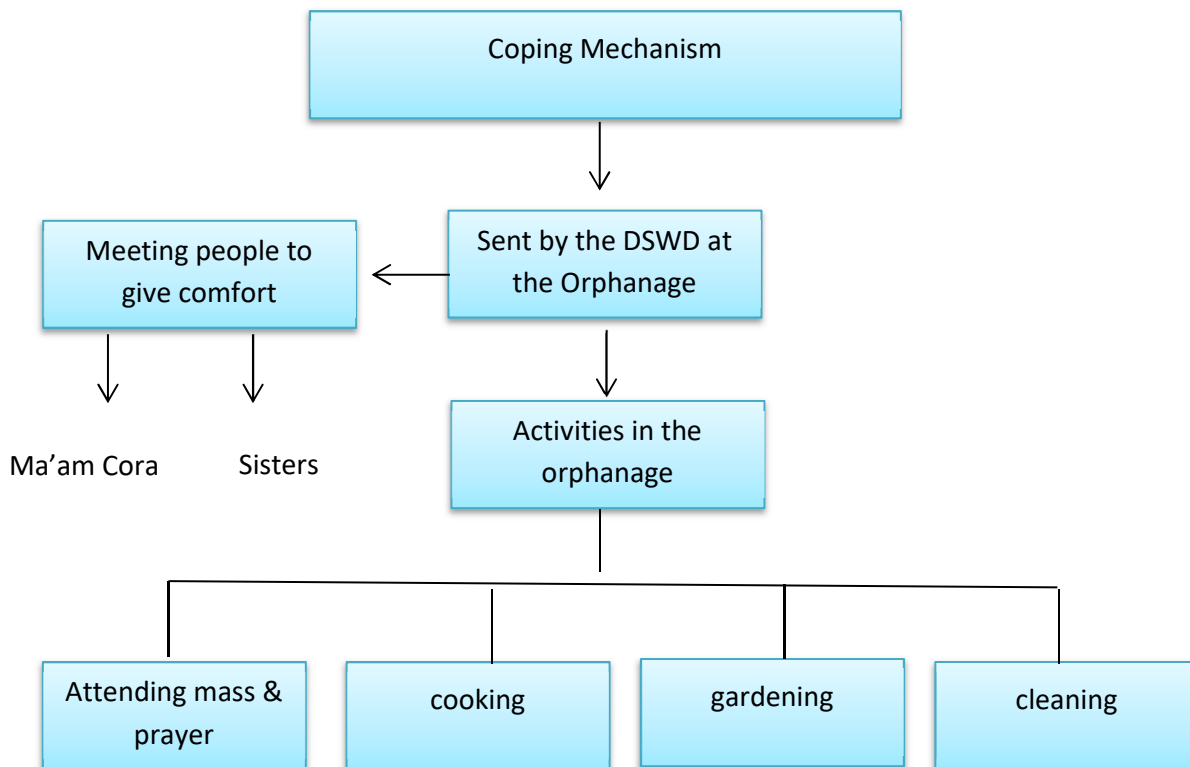 Coping Mechanism
Meeting people to
give comfort
Sent by the DSWD at
the Orphanage
Ma’am Cora
Sisters
Activities in the
orphanage
Attending mass &
prayer
cooking
gardening
cleaning